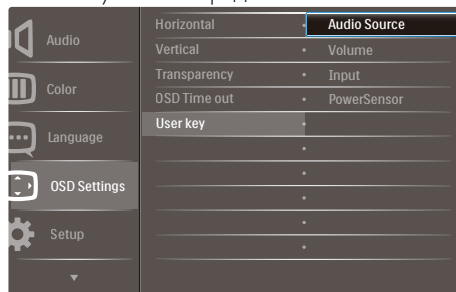 Audio
Color
Language
OSD Settings
Setup
Horizontal
Vertical
Transparency
OSD Time out
User key
Audio Source
Volume
Input
PowerSensor